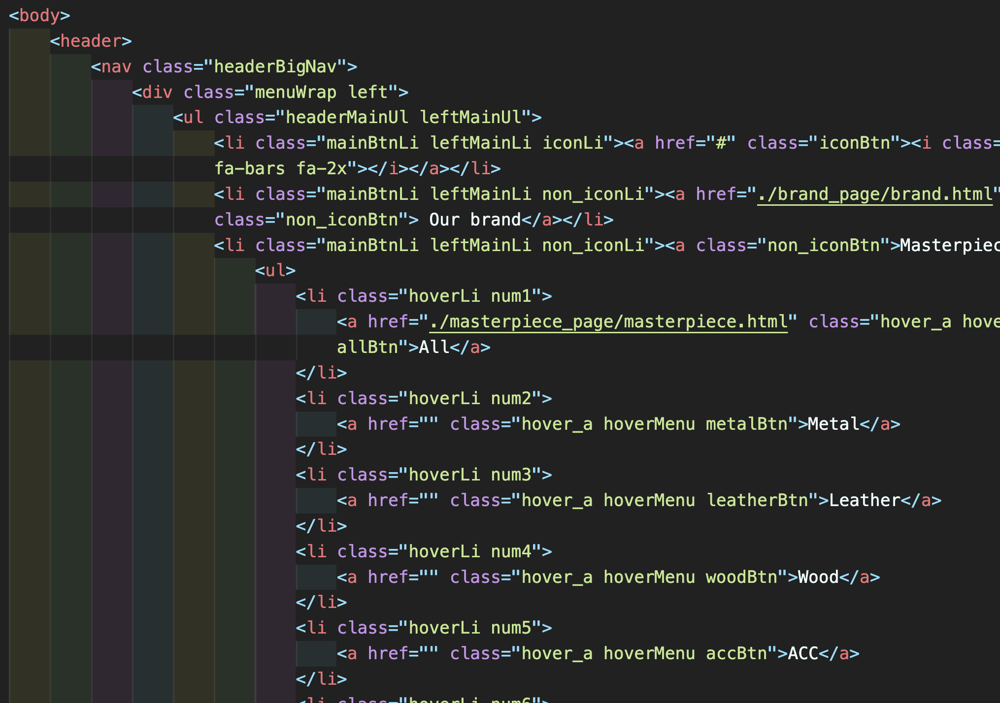 <body>
<header>
<nav class="headerBigNav">
<div class="menuWrap left">
<ul class="headerMainUl leftMainUl">
<li class="mainBtnLi leftMainLi iconLi"><a href="#" class="iconBtn"><i class=
fa-bars fa-2x"></i></a></li>
<li class="mainBtnLi leftMainLi non_iconLi"><a href="./brand_page/brand.html"
class="non_iconBtn"> Our brand</a></li>
<li class="mainBtnLi leftMainLi non_iconLi"><a class="non_iconBtn">Masterpiec
<ul>
<li class="hoverLi num1">
<a href="./masterpiece_page/masterpiece.html" class="hover_a hove
allBtn">All</a>
</li>
<li class="hoverLi num2">
<a href="" class="hover_a hoverMenu metalBtn">Metal</a>
</li>
<li class="hoverLi num3">
<a href="" class="hover_a hoverMenu leatherBtn">Leather</a>
</li>
<li class="hoverLi num4">
<a href="" class="hover_a hoverMenu woodBtn">Wood</a>
</li>
<li class="hoverLi num5">
<a href="" class="hover_a hoverMenu accBtn">ACC</a>
</li>
<li class="hoverLi num6">